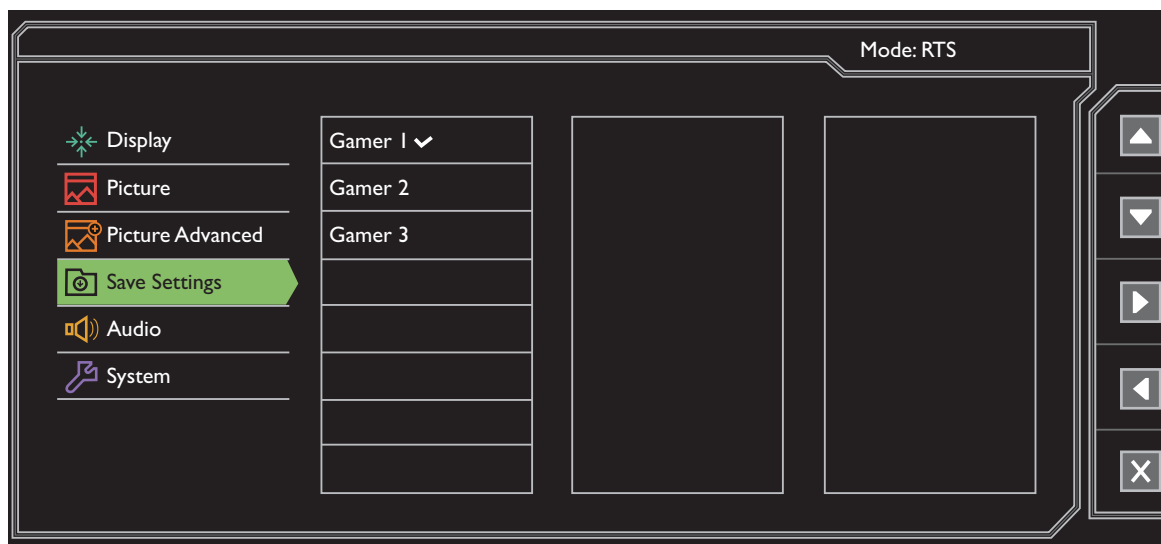 Mode: RTS
Display
Picture
Picture Advanced
Save Settings
Audio
System
Gamer 1 ✔
Gamer 2
Gamer 3